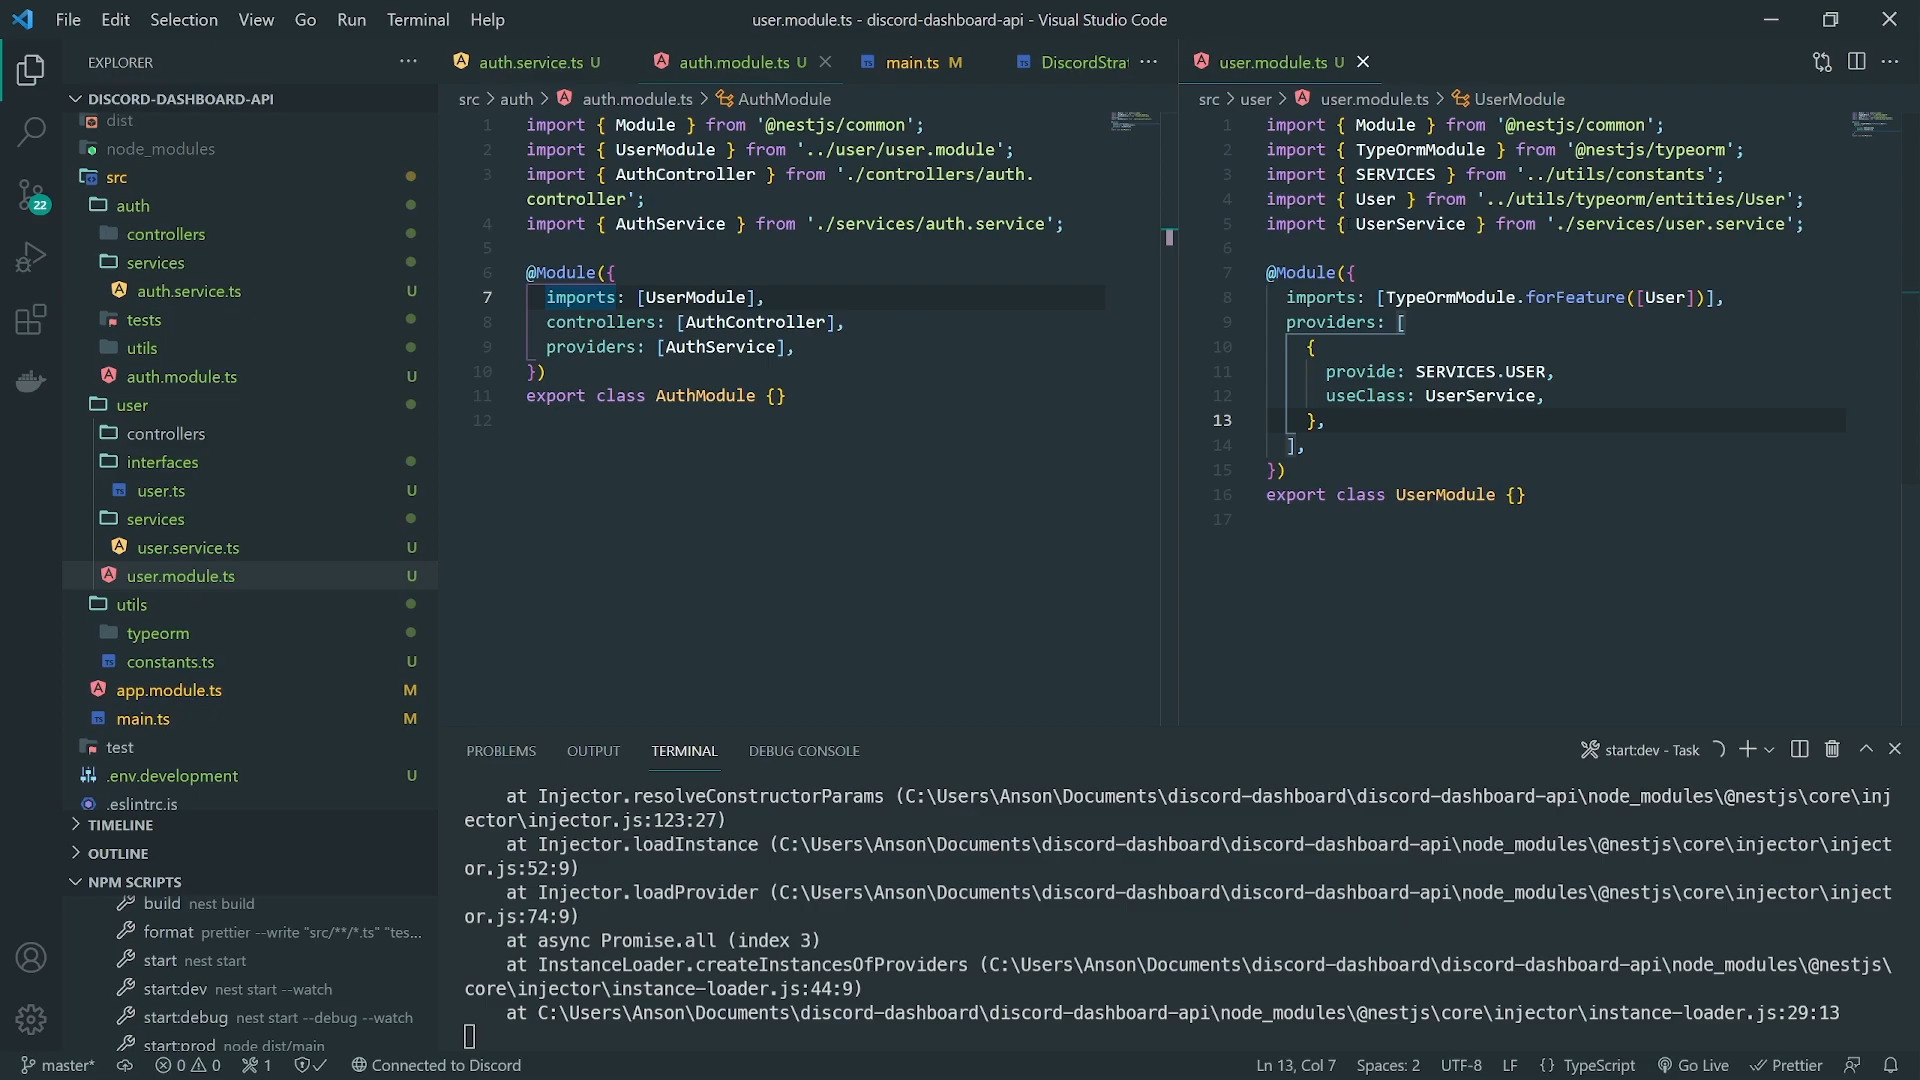 File Edit Selection View Go Run Terminal Help
user.module.ts - discord-dashboard-api - Visual Studio Code
EXPLORER
DISCORD-DASHBOARD-API
dist
node_modules
src
auth
controllers
services
auth.service.ts U
tests
utils
auth.module.ts U
user
controllers
interfaces
user.ts U
services
user.service.ts U
user.module.ts U
utils
typeorm
constants.ts U
app.module.ts M
main.ts M
test
.env.development U
.eslintrc.js
TIMELINE
OUTLINE
NPM SCRIPTS
build nest build
format prettier --write "src/**/*.ts" "tes...
start nest start
start:dev nest start --watch
start:debug nest start --debug --watch
start:prod node dist/main
22
auth.service.ts U auth.module.ts U main.ts M DiscordStra
src > auth > auth.module.ts > AuthModule
1 import { Module } from '@nestjs/common';
2 import { UserModule } from '../user/user.module';
3 import { AuthController } from './controllers/auth.
controller';
4 import { AuthService } from './services/auth.service';
5
6 @Module({
7 imports: [UserModule],
8 controllers: [AuthController],
9 providers: [AuthService],
10 })
11 export class AuthModule {}
12
user.module.ts U
src > user > user.module.ts > UserModule
1 import { Module } from '@nestjs/common';
2 import { TypeOrmModule } from '@nestjs/typeorm';
3 import { SERVICES } from '../utils/constants';
4 import { User } from '../utils/typeorm/entities/User';
5 import { UserService } from './services/user.service';
6
7 @Module({
8 imports: [TypeOrmModule.forFeature([User])],
9 providers: [
10 {
11 provide: SERVICES.USER,
12 useClass: UserService,
13 },
14 ],
15 })
16 export class UserModule {}
17
PROBLEMS OUTPUT TERMINAL DEBUG CONSOLE
start:dev - Task
at Injector.resolveConstructorParams (C:\Users\Anson\Documents\discord-dashboard\discord-dashboard-api\node_modules\@nestjs\core\inj
ector\injector.js:123:27)
at Injector.loadInstance (C:\Users\Anson\Documents\discord-dashboard\discord-dashboard-api\node_modules\@nestjs\core\injector\inject
or.js:52:9)
at Injector.loadProvider (C:\Users\Anson\Documents\discord-dashboard\discord-dashboard-api\node_modules\@nestjs\core\injector\inject
or.js:74:9)
at async Promise.all (index 3)
at InstanceLoader.createInstancesOfProviders (C:\Users\Anson\Documents\discord-dashboard\discord-dashboard-api\node_modules\@nestjs\
core\injector\instance-loader.js:44:9)
at C:\Users\Anson\Documents\discord-dashboard\discord-dashboard-api\node_modules\@nestjs\core\injector\instance-loader.js:29:13
master* 0 0 1 Connected to Discord Ln 13, Col 7 Spaces: 2 UTF-8 LF {} TypeScript Go Live Prettier